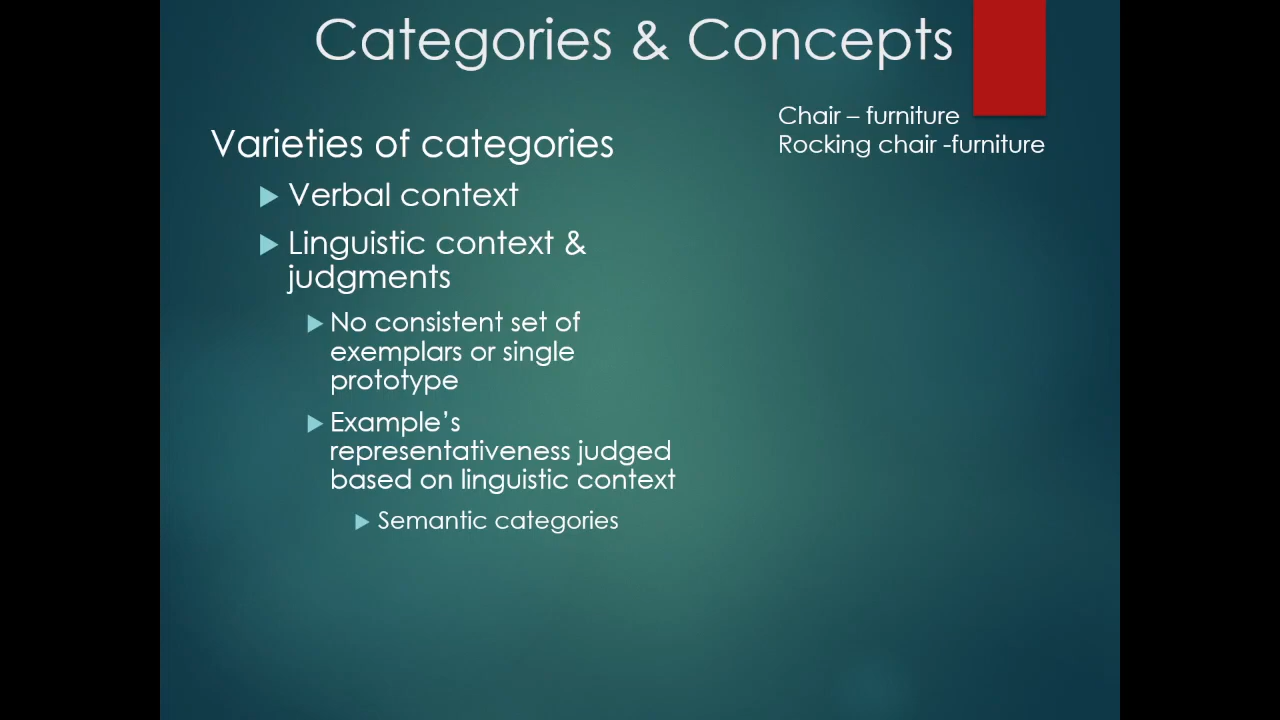 Categories & Concepts
Chair – furniture
Rocking chair -furniture
Varieties of categories
Verbal context
Linguistic context &
judgments
No consistent set of
exemplars or single
prototype
Example’s
representativeness judged
based on linguistic context
Semantic categories